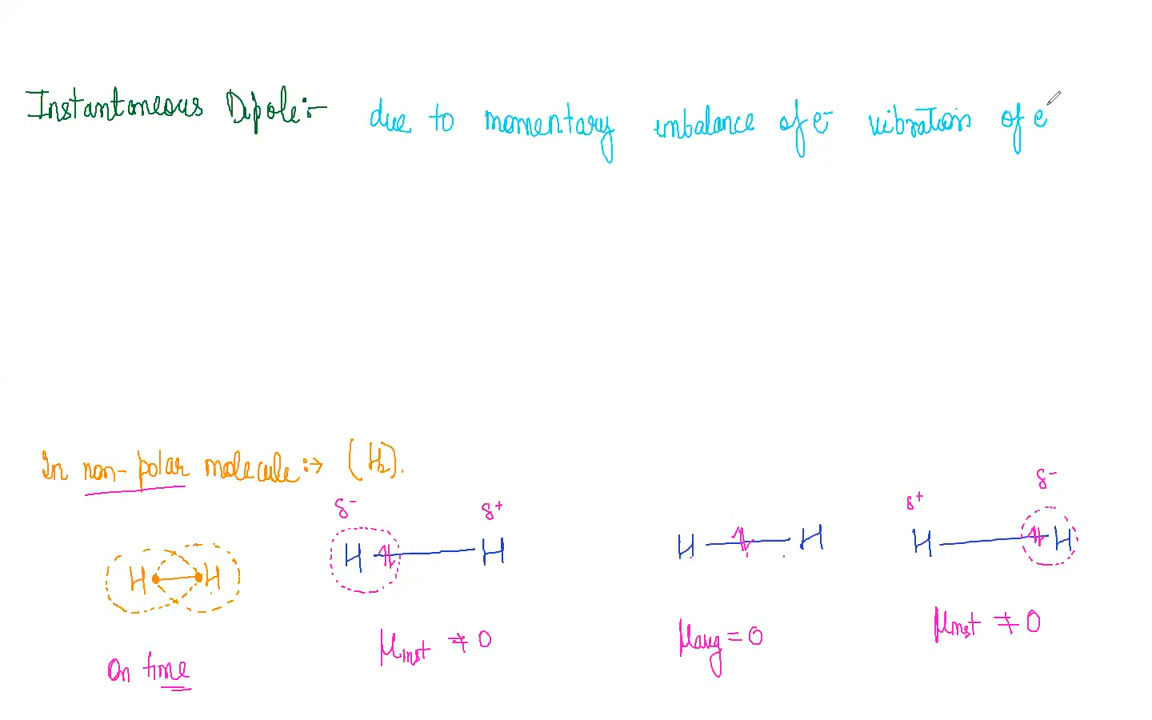 Instantaneous Dipole:- due to momentary imbalance of e⁻ vibration of e
In non-polar molecule:→ (H₂).
δ⁻ δ⁺ δ⁺ δ⁻
H H H H H H H H
μinst ≠ 0 μavg = 0 μinst ≠ 0
On time